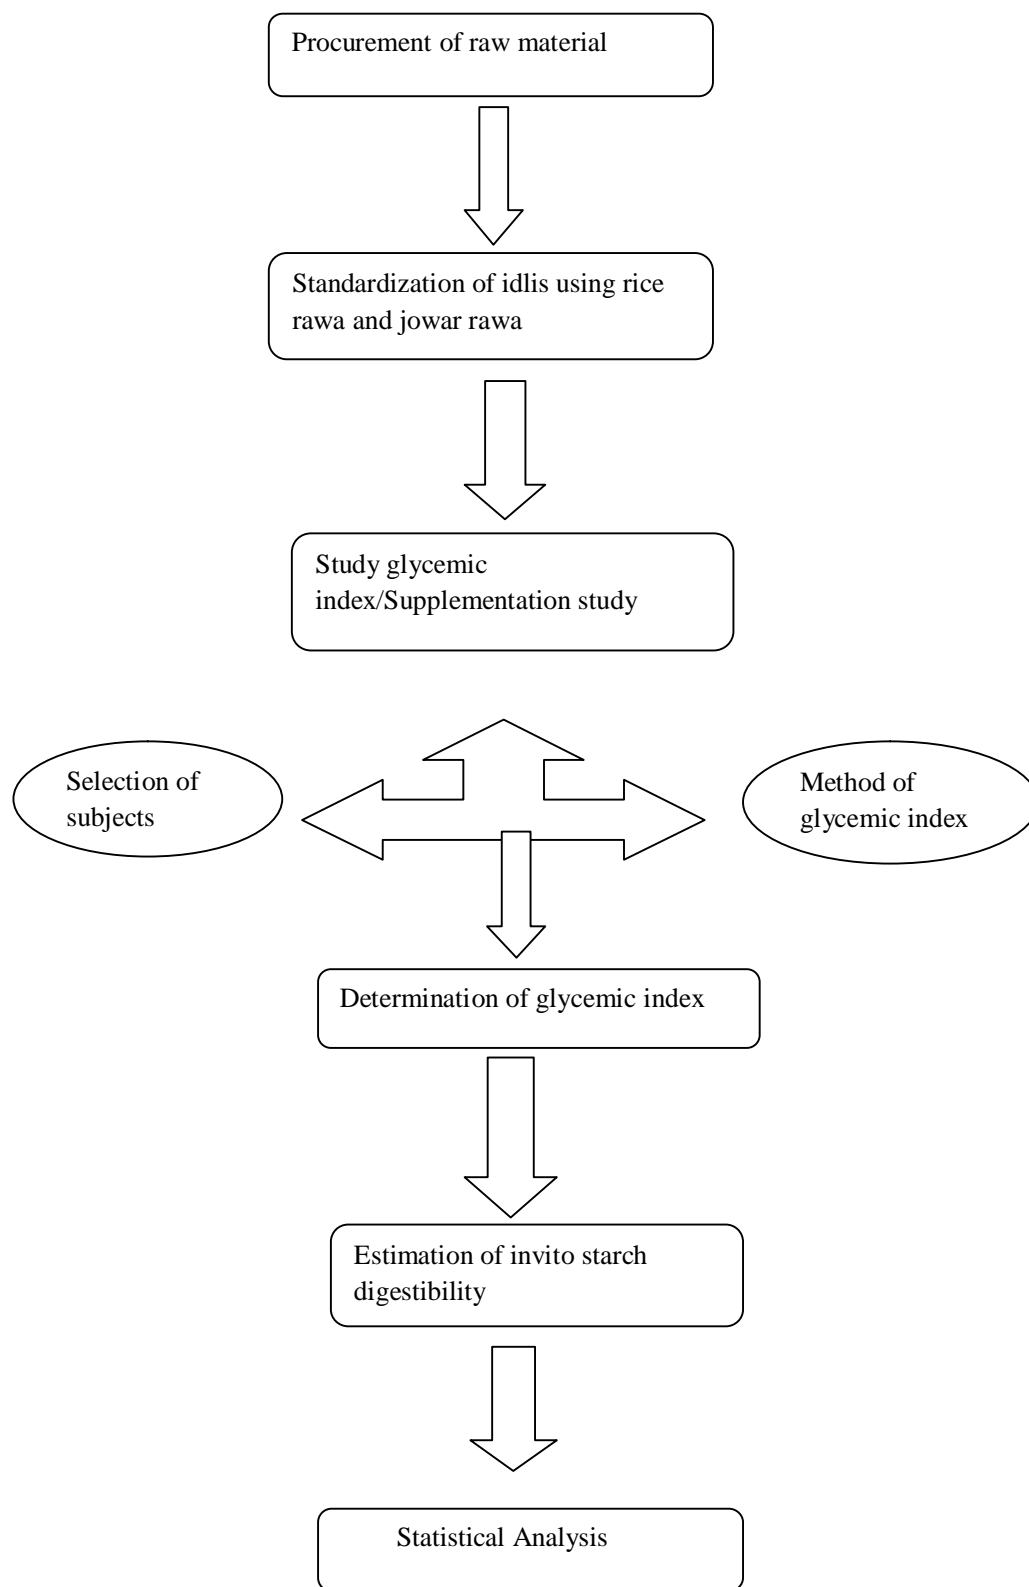 Procurement of raw material
Standardization of idlis using rice
rawa and jowar rawa
Study glycemic
index/Supplementation study
Selection of
subjects
Method of
glycemic index
Determination of glycemic index
Estimation of invito starch
digestibility
Statistical Analysis